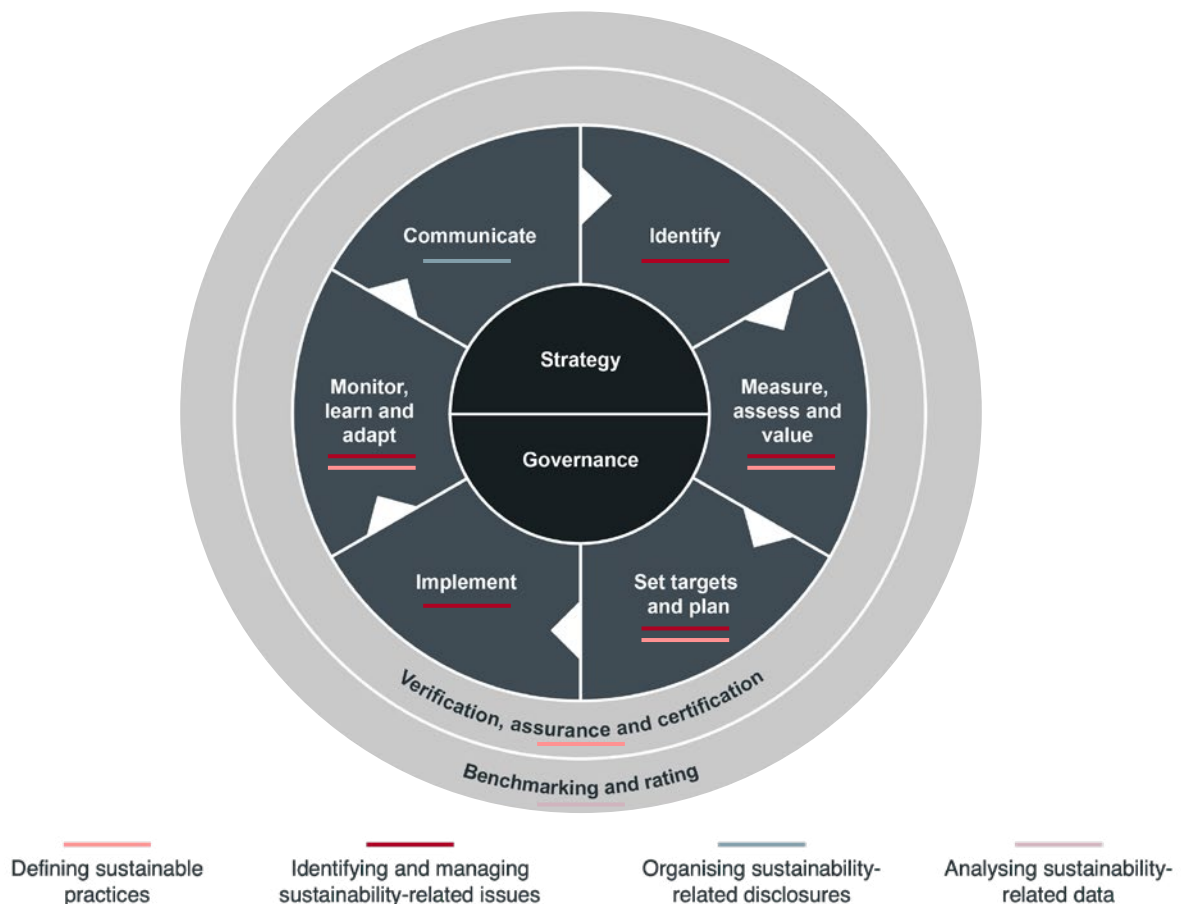 Communicate
Identify
Strategy
Monitor,
learn and
adapt
Measure,
assess and
value
Governance
Implement
Set targets
and plan
Verification, assurance and certification
Benchmarking and rating
Defining sustainable
practices
Identifying and managing
sustainability-related issues
Organising sustainability-
related disclosures
Analysing sustainability-
related data